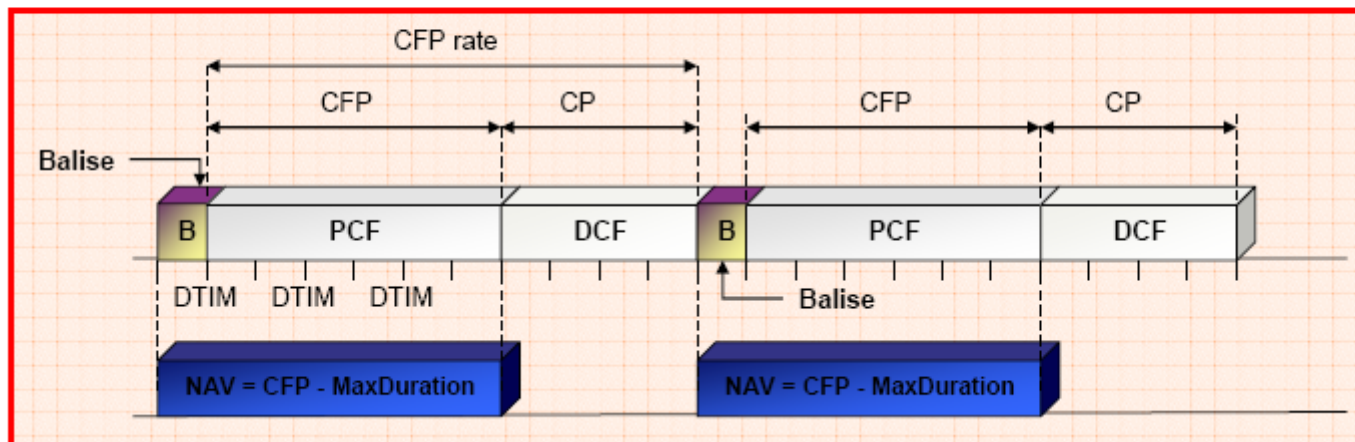 CFP rate
CFP CP CFP CP
Balise
B PCF DCF B PCF DCF
DTIM DTIM DTIM
Balise
NAV = CFP - MaxDuration NAV = CFP - MaxDuration